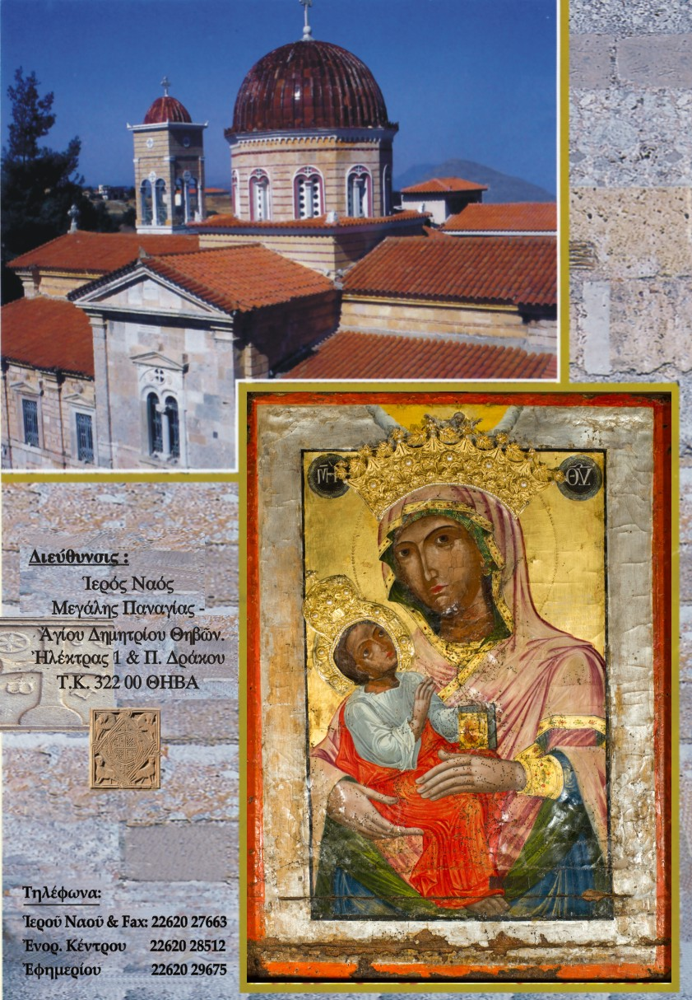 ΜΡ
ΘΥ
Διεύθυνσις :
Ἱερός Ναός
Μεγάλης Παναγίας -
Ἁγίου Δημητρίου Θηβῶν.
Ἠλέκτρας 1 & Π. Δράκου
Τ.Κ. 322 00 ΘΗΒΑ
Τηλέφωνα:
Ἱεροῦ Ναοῦ & Fax: 22620 27663
Ἐνορ. Κέντρου 22620 28512
Ἐφημερίου 22620 29675